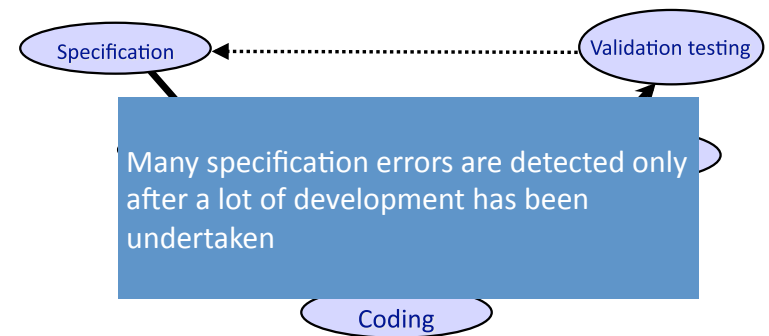 Specification
Validation testing
Many specification errors are detected only
after a lot of development has been
undertaken
Coding